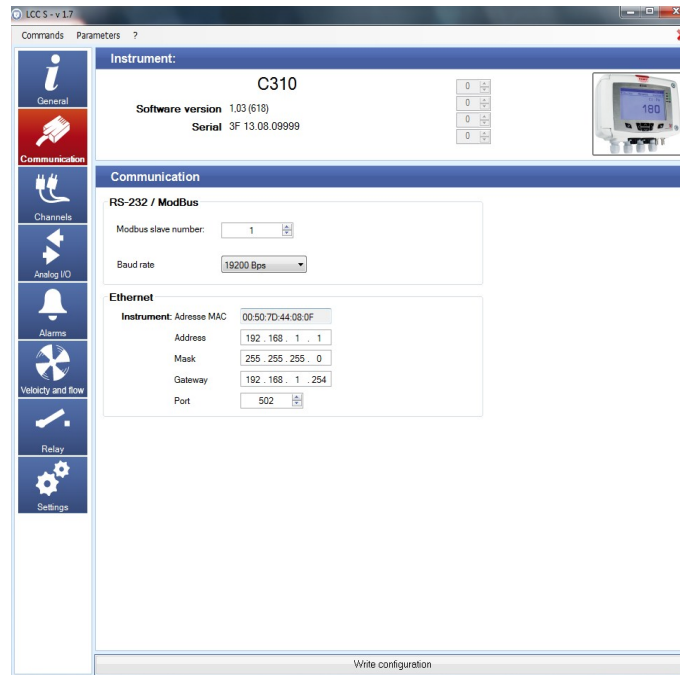 LCC S - v 1.7
Commands Parameters ?
General
Communication
Channels
Analog I/O
Alarms
Veloicty and flow
Relay
Settings
Instrument:
C310
Software version 1,03 (618)
Serial 3F 13.08.09999
0
0
0
0
180
Communication
RS-232 / ModBus
Modbus slave number: 1
Baud rate 19200 Bps
Ethernet
Instrument: Adresse MAC 00:50:7D:44:08:0F
Address 192 . 168 . 1 . 1
Mask 255 . 255 . 255 . 0
Gateway 192 . 168 . 1 . 254
Port 502
Write configuration